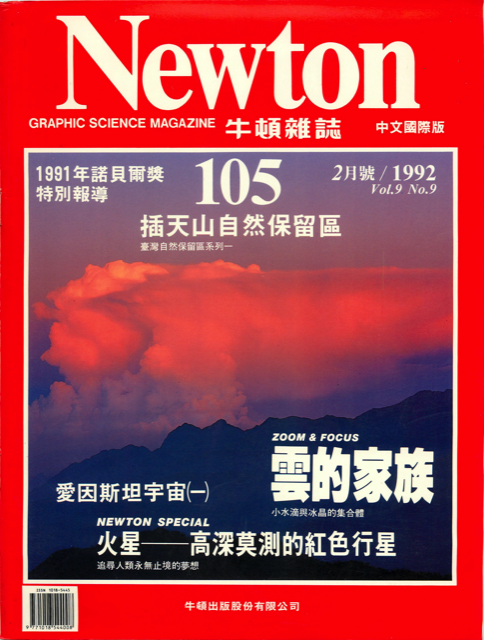 Newton
GRAPHIC SCIENCE MAGAZINE 牛頓雜誌 中文國際版
1991年諾貝爾獎
特別報導
105
2月號 / 1992
Vol.9 No.9
插天山自然保留區
臺灣自然保留區系列一
ZOOM & FOCUS
雲的家族
小水滴與冰晶的集合體
愛因斯坦宇宙㈠
NEWTON SPECIAL
火星——高深莫測的紅色行星
追尋人類永無止境的夢想
ISSN 1018-5445
牛頓出版股份有限公司